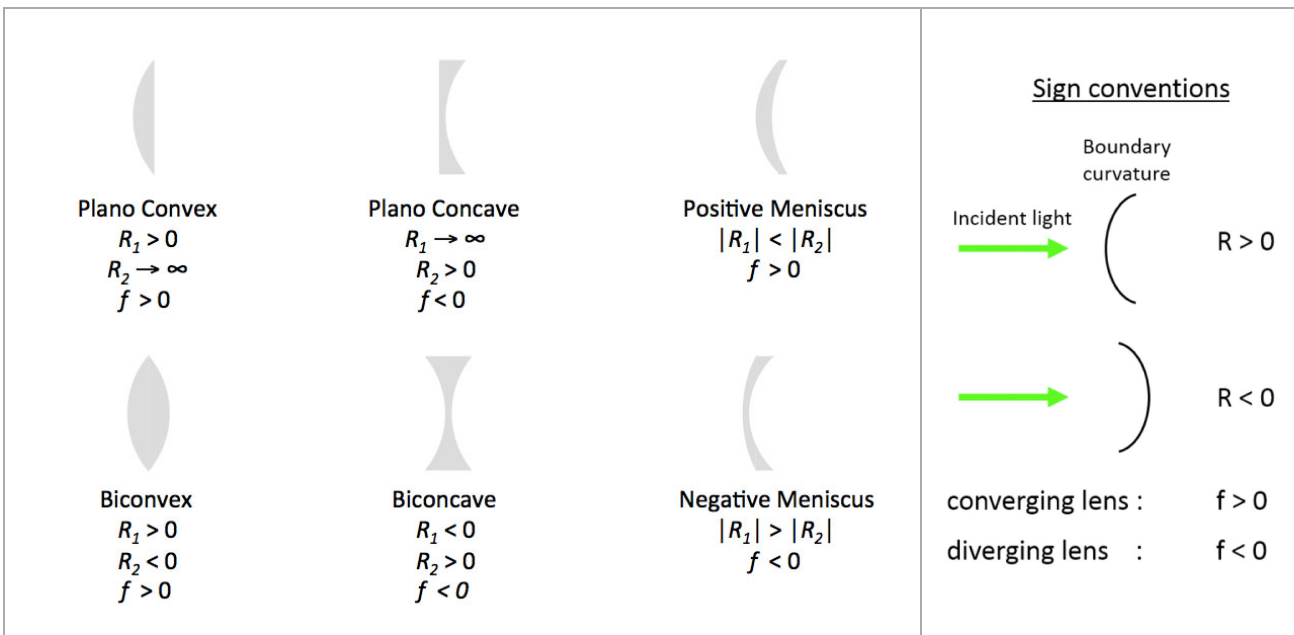 Plano Convex
R₁ > 0
R₂ → ∞
f > 0
Plano Concave
R₁ → ∞
R₂ > 0
f < 0
Positive Meniscus
|R₁| < |R₂|
f > 0
Biconvex
R₁ > 0
R₂ < 0
f > 0
Biconcave
R₁ < 0
R₂ > 0
f < 0
Negative Meniscus
|R₁| > |R₂|
f < 0
Sign conventions
Boundary
curvature
Incident light
R > 0
R < 0
converging lens : f > 0
diverging lens : f < 0